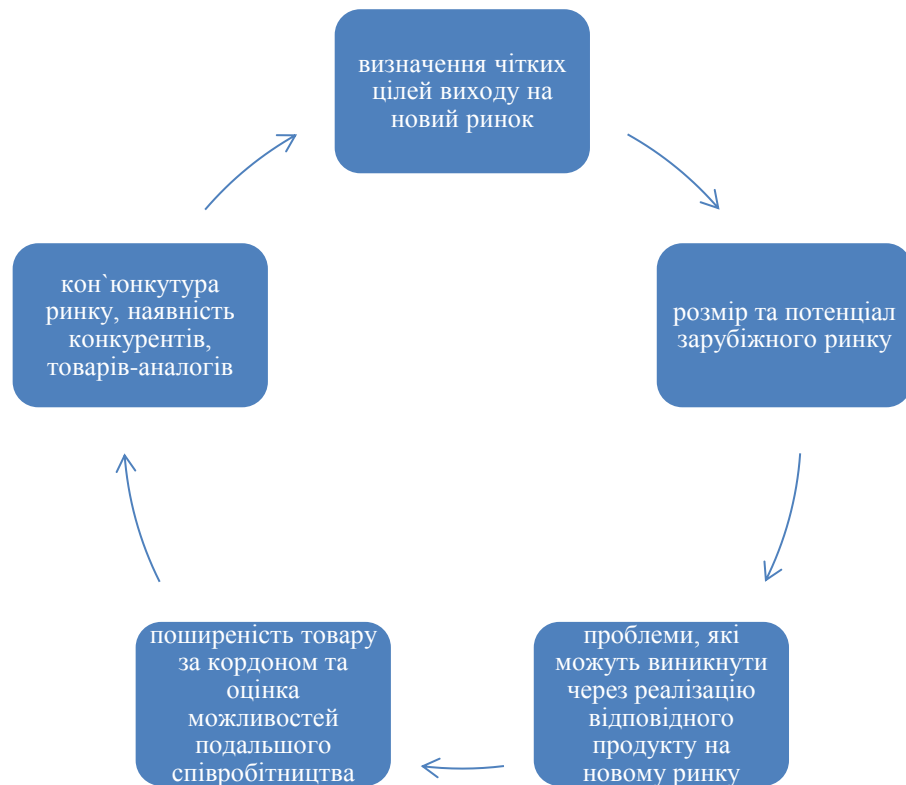 визначення чітких
цілей виходу на
новий ринок
розмір та потенціал
зарубіжного ринку
проблеми, які
можуть виникнути
через реалізацію
відповідного
продукту на
новому ринку
поширеність товару
за кордоном та
оцінка
можливостей
подальшого
співробітництва
кон`юнкутура
ринку, наявність
конкурентів,
товарів-аналогів